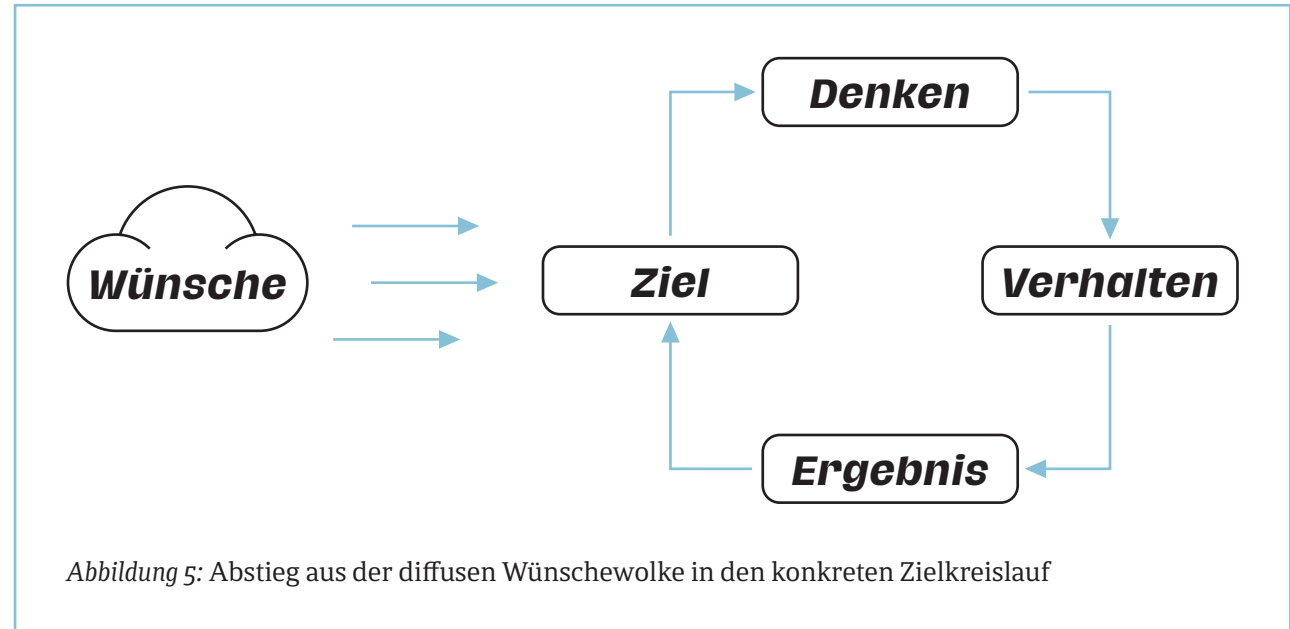 Denken
Wünsche
Ziel
Verhalten
Ergebnis
Abbildung 5: Abstieg aus der diffusen Wünschewolke in den konkreten Zielkreislauf